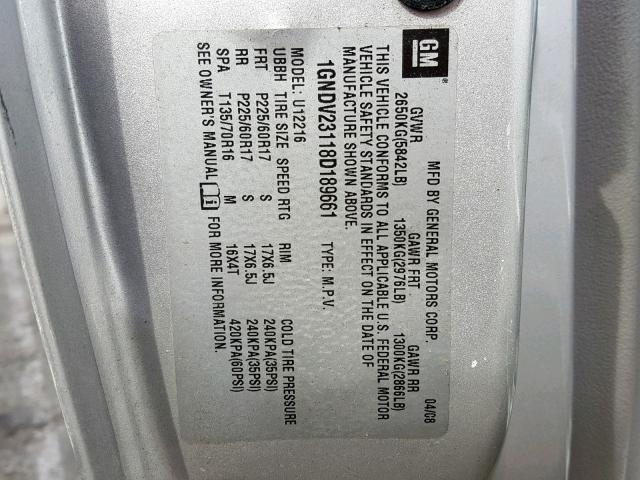 GM ®
MFD BY GENERAL MOTORS CORP. 04/08
GVWR GAWR FRT GAWR RR
2650KG(5842LB) 1350KG(2976LB) 1300KG(2866LB)
THIS VEHICLE CONFORMS TO ALL APPLICABLE U.S. FEDERAL MOTOR
VEHICLE SAFETY STANDARDS IN EFFECT ON THE DATE OF
MANUFACTURE SHOWN ABOVE.
1GNDV23118D189661 TYPE: M.P.V.
MODEL: U12216
UBBH TIRE SIZE SPEED RTG RIM COLD TIRE PRESSURE
FRT P225/60R17 S 17X6.5J 240KPA(35PSI)
RR P225/60R17 S 17X6.5J 240KPA(35PSI)
SPA T135/70R16 M 16X4T 420KPA(60PSI)
SEE OWNER'S MANUAL FOR MORE INFORMATION.